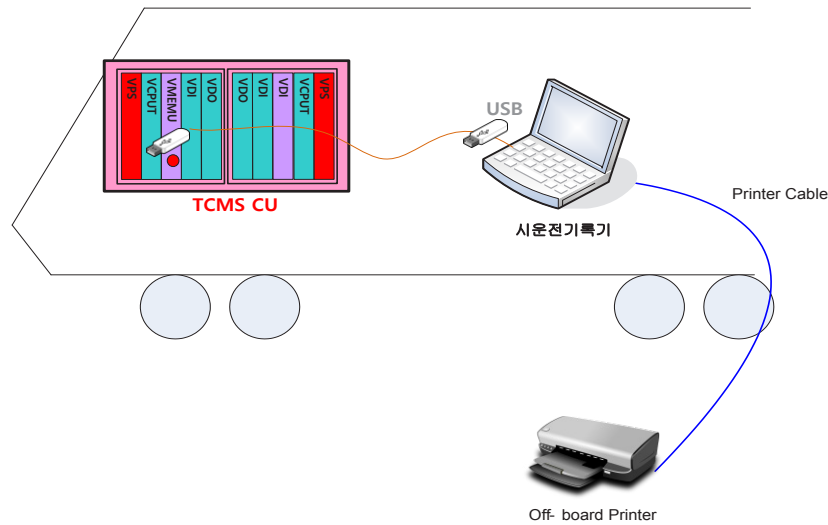 VPS
VCPUT
VMEMU
VDI
VDO
VDO
VDI
VDI
VCPUT
VPS
TCMS CU
USB
시운전기록기
Printer Cable
Off- board Printer